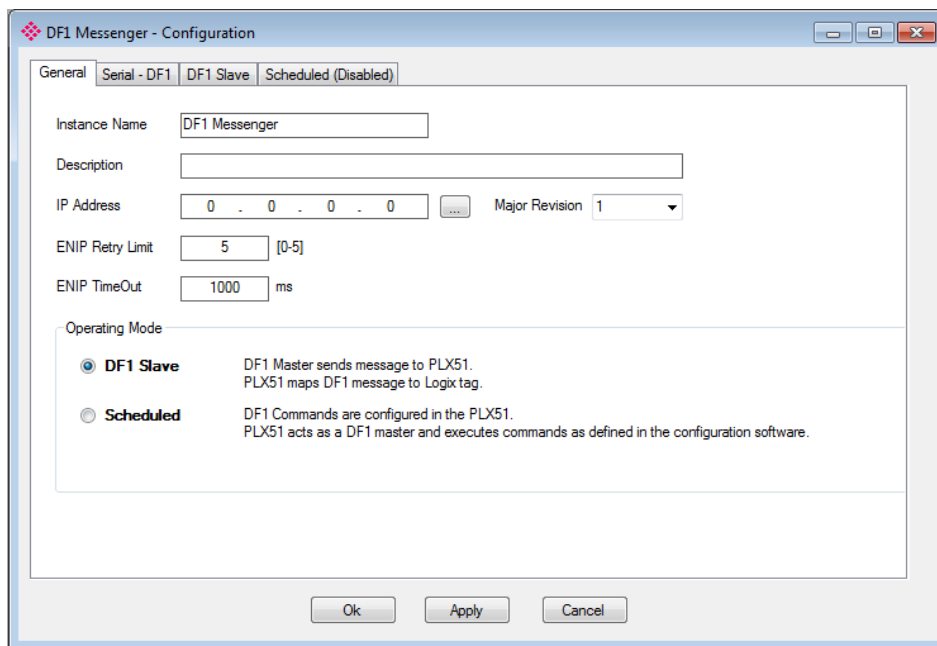 DF1 Messenger - Configuration
General Serial - DF1 DF1 Slave Scheduled (Disabled)
Instance Name DF1 Messenger
Description
IP Address 0 . 0 . 0 . 0 ... Major Revision 1
ENIP Retry Limit 5 [0-5]
ENIP TimeOut 1000 ms
Operating Mode
DF1 Slave DF1 Master sends message to PLX51.
PLX51 maps DF1 message to Logix tag.
Scheduled DF1 Commands are configured in the PLX51.
PLX51 acts as a DF1 master and executes commands as defined in the configuration software.
Ok Apply Cancel